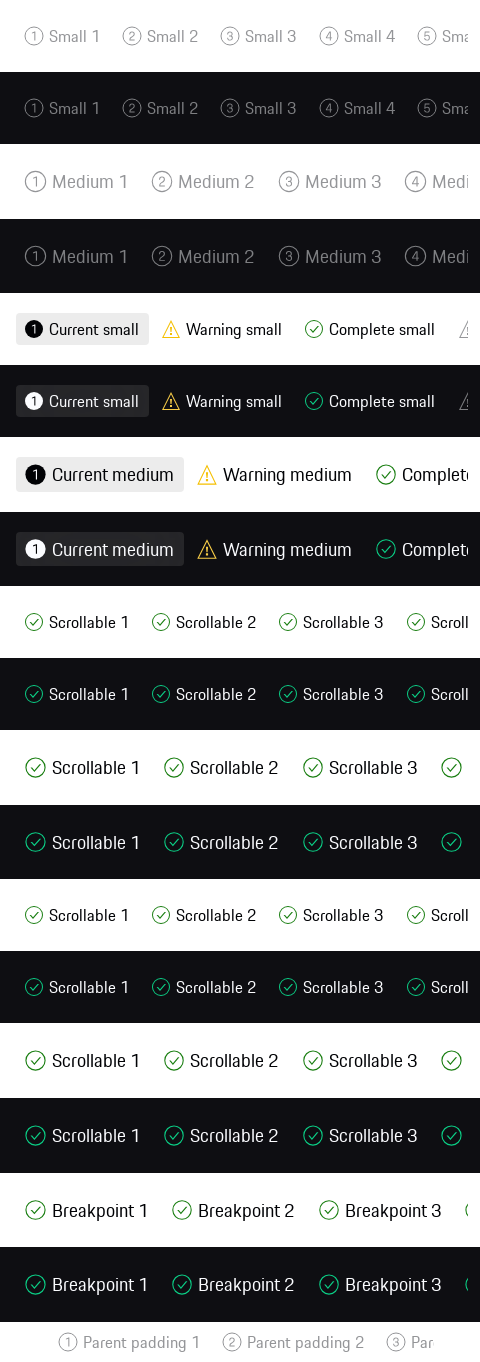 1 Small 1 2 Small 2 3 Small 3 4 Small 4 5 Sma
1 Small 1 2 Small 2 3 Small 3 4 Small 4 5 Sma
1 Medium 1 2 Medium 2 3 Medium 3 4 Medi
1 Medium 1 2 Medium 2 3 Medium 3 4 Medi
1 Current small Warning small Complete small
1 Current small Warning small Complete small
1 Current medium Warning medium Complete
1 Current medium Warning medium Complete
Scrollable 1 Scrollable 2 Scrollable 3 Scroll
Scrollable 1 Scrollable 2 Scrollable 3 Scroll
Scrollable 1 Scrollable 2 Scrollable 3
Scrollable 1 Scrollable 2 Scrollable 3
Scrollable 1 Scrollable 2 Scrollable 3 Scroll
Scrollable 1 Scrollable 2 Scrollable 3 Scroll
Scrollable 1 Scrollable 2 Scrollable 3
Scrollable 1 Scrollable 2 Scrollable 3
Breakpoint 1 Breakpoint 2 Breakpoint 3
Breakpoint 1 Breakpoint 2 Breakpoint 3
1 Parent padding 1 2 Parent padding 2 3 Par